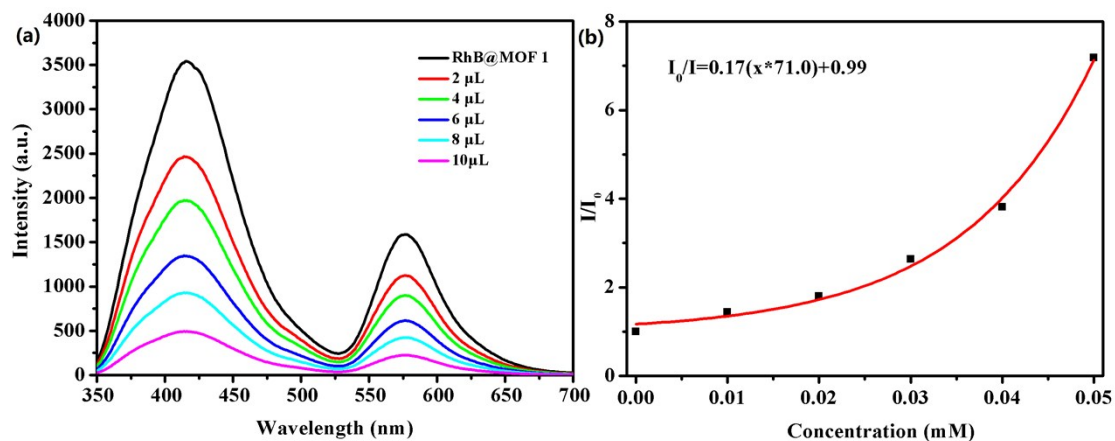 (a)
4000
3500
3000
2500
2000
1500
1000
500
0
Intensity (a.u.)
RhB@MOF 1
2 µL
4 µL
6 µL
8 µL
10µL
350
400
450
500
550
600
650
700
Wavelength (nm)
(b)
8
6
4
2
0
I/I₀
I₀/I=0.17(x*71.0)+0.99
0.00
0.01
0.02
0.03
0.04
0.05
Concentration (mM)